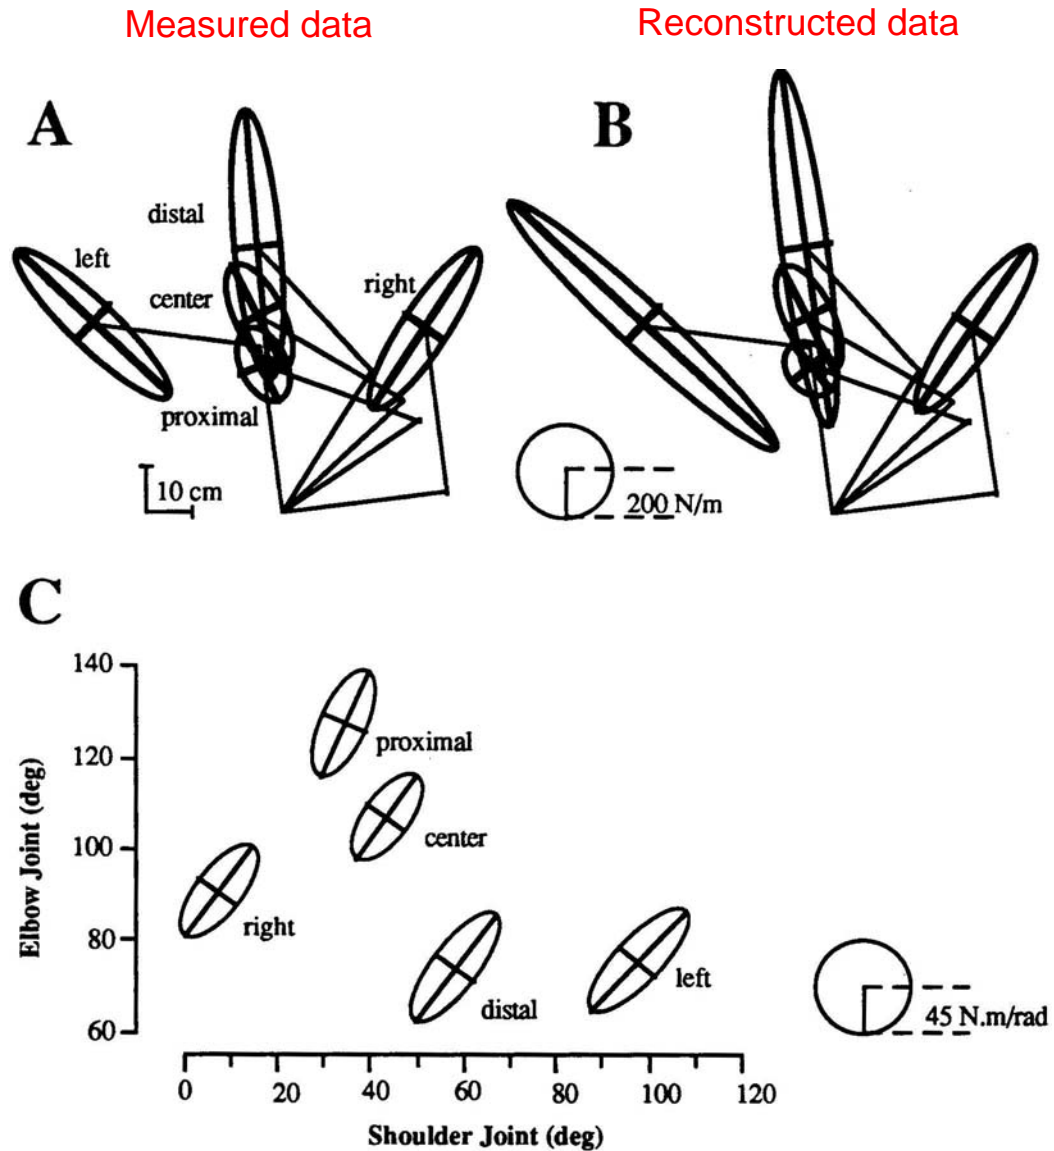 Measured data
Reconstructed data
A
B
distal
left
center
right
proximal
10 cm
200 N/m
C
140
120
100
80
60
Elbow Joint (deg)
proximal
center
right
distal
left
45 N.m/rad
0 20 40 60 80 100 120
Shoulder Joint (deg)